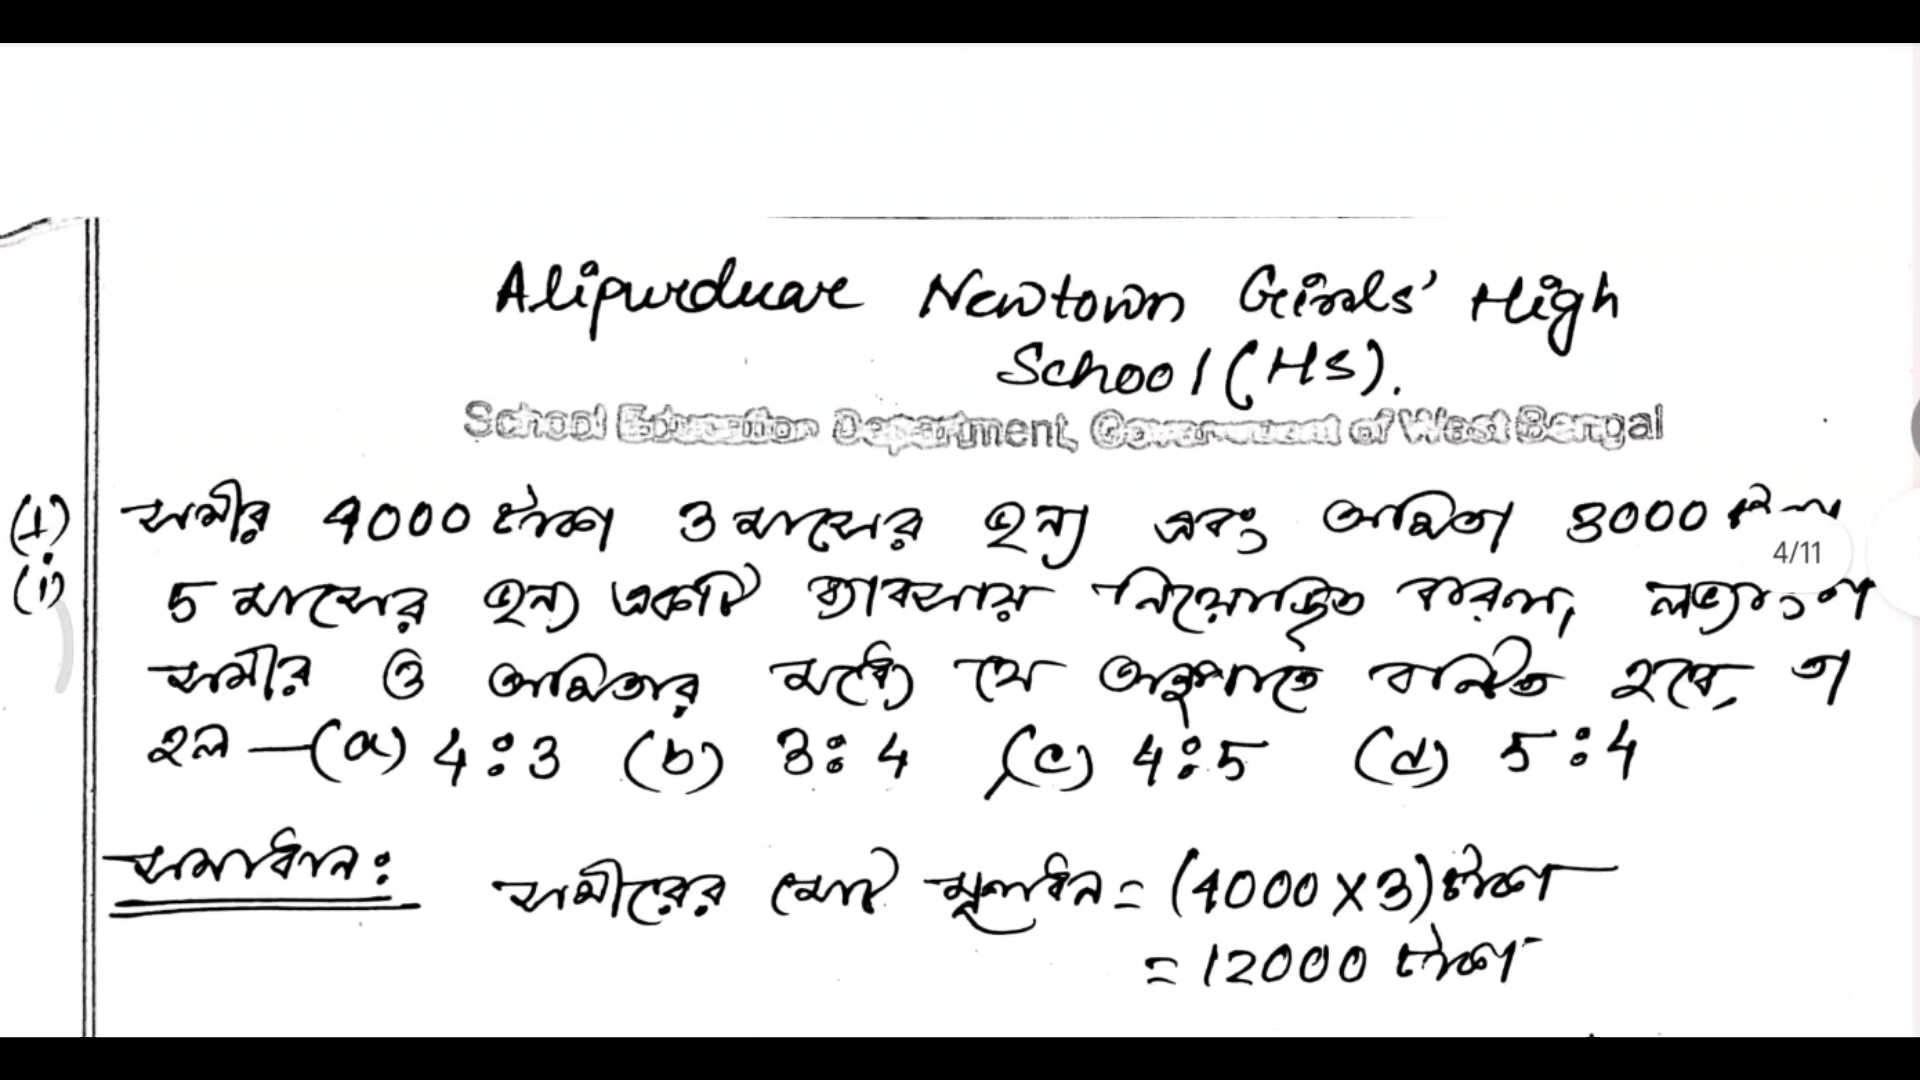 Alipurduar Newtown Girls' High
School (HS).
School Education Department, Government of West Bengal
(1) সমীর 4000 টাকা 3 মাসের জন্য এবং অমিতা 3000
4/11
(i) 5 মাসের জন্য একটি ব্যবসায় নিয়োজিত করল, লভ্যাংশ
সমীর ও অমিতার মধ্যে যে অনুপাতে বন্টিত হবে, তা
হল —(a) 4:3 (b) 3:4 (c) 4:5 (d) 5:4
সমাধান: সমীরের মোট মূলধন = (4000 X 3) টাকা
= 12000 টাকা